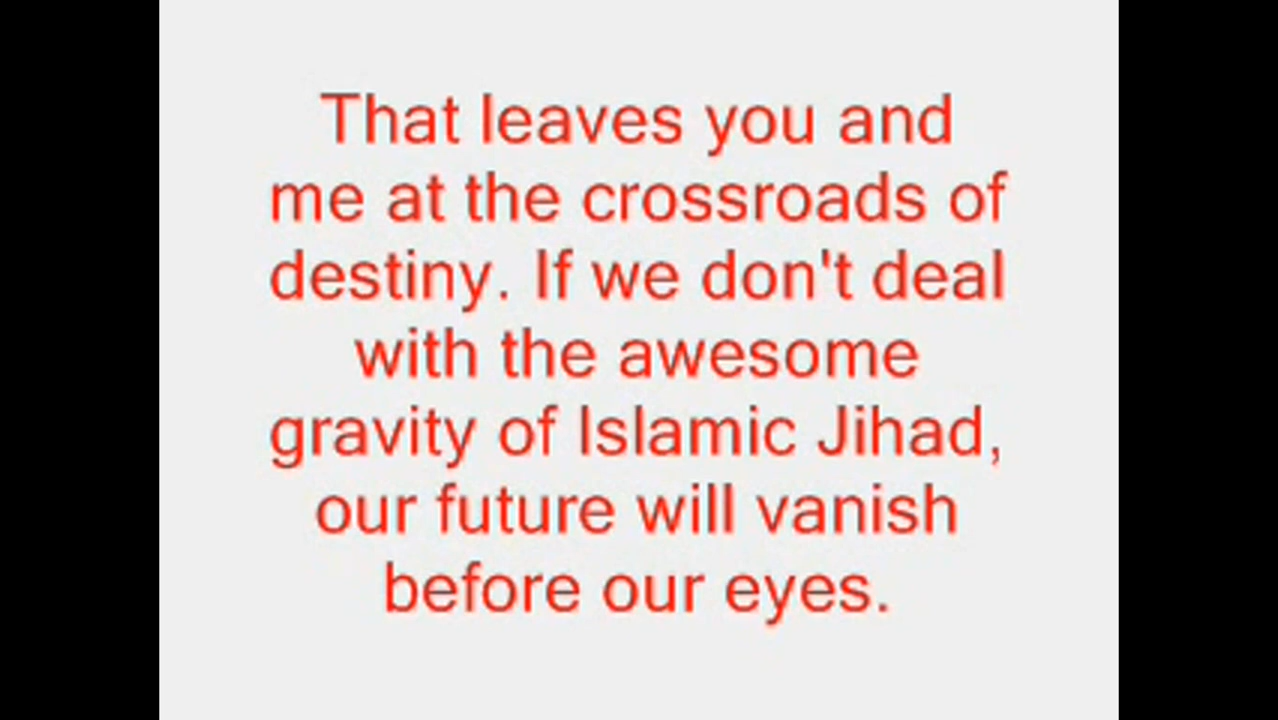 That leaves you and
me at the crossroads of
destiny. If we don't deal
with the awesome
gravity of Islamic Jihad,
our future will vanish
before our eyes.